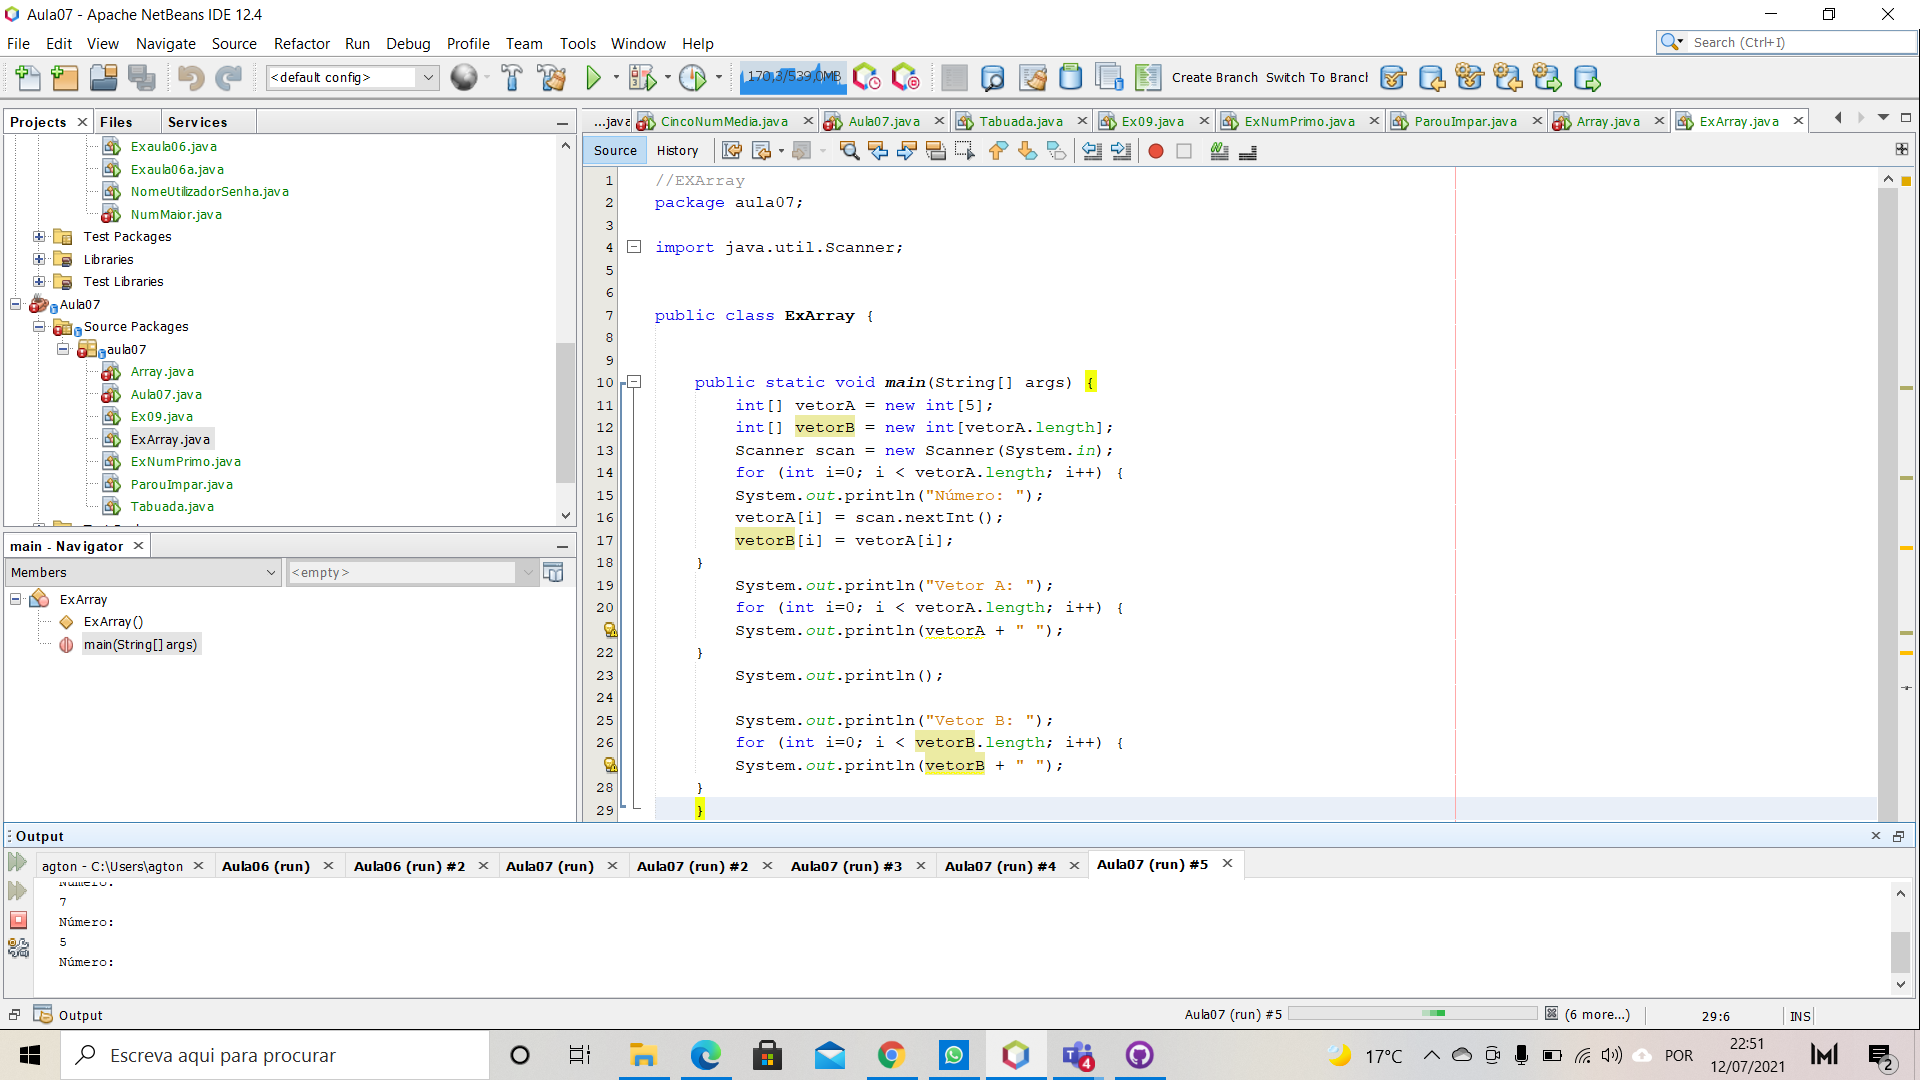 Aula07 - Apache NetBeans IDE 12.4
File Edit View Navigate Source Refactor Run Debug Profile Team Tools Window Help
Search (Ctrl+I)
<default config>
170,3/539,0MB
Create Branch Switch To Branch
Projects
Files
Services
Exaula06.java
Exaula06a.java
NomeUtilizadorSenha.java
NumMaior.java
Test Packages
Libraries
Test Libraries
Aula07
Source Packages
aula07
Array.java
Aula07.java
Ex09.java
ExArray.java
ExNumPrimo.java
ParouImpar.java
Tabuada.java
main - Navigator
Members
<empty>
ExArray
ExArray()
main(String[] args)
...java CincoNumMedia.java Aula07.java Tabuada.java Ex09.java ExNumPrimo.java ParouImpar.java Array.java ExArray.java
Source History
1 //EXArray
2 package aula07;
3
4 import java.util.Scanner;
5
6
7 public class ExArray {
8
9
10 public static void main(String[] args) {
11 int[] vetorA = new int[5];
12 int[] vetorB = new int[vetorA.length];
13 Scanner scan = new Scanner(System.in);
14 for (int i=0; i < vetorA.length; i++) {
15 System.out.println("Número: ");
16 vetorA[i] = scan.nextInt();
17 vetorB[i] = vetorA[i];
18 }
19 System.out.println("Vetor A: ");
20 for (int i=0; i < vetorA.length; i++) {
System.out.println(vetorA + " ");
22 }
23 System.out.println();
24
25 System.out.println("Vetor B: ");
26 for (int i=0; i < vetorB.length; i++) {
System.out.println(vetorB + " ");
28 }
29 }
Output
agton - C:\Users\agton Aula06 (run) Aula06 (run) #2 Aula07 (run) Aula07 (run) #2 Aula07 (run) #3 Aula07 (run) #4 Aula07 (run) #5
Número:
7
Número:
5
Número:
Output
Aula07 (run) #5
(6 more...)
29:6
INS
Escreva aqui para procurar
4
17°C
POR
22:51
12/07/2021
2